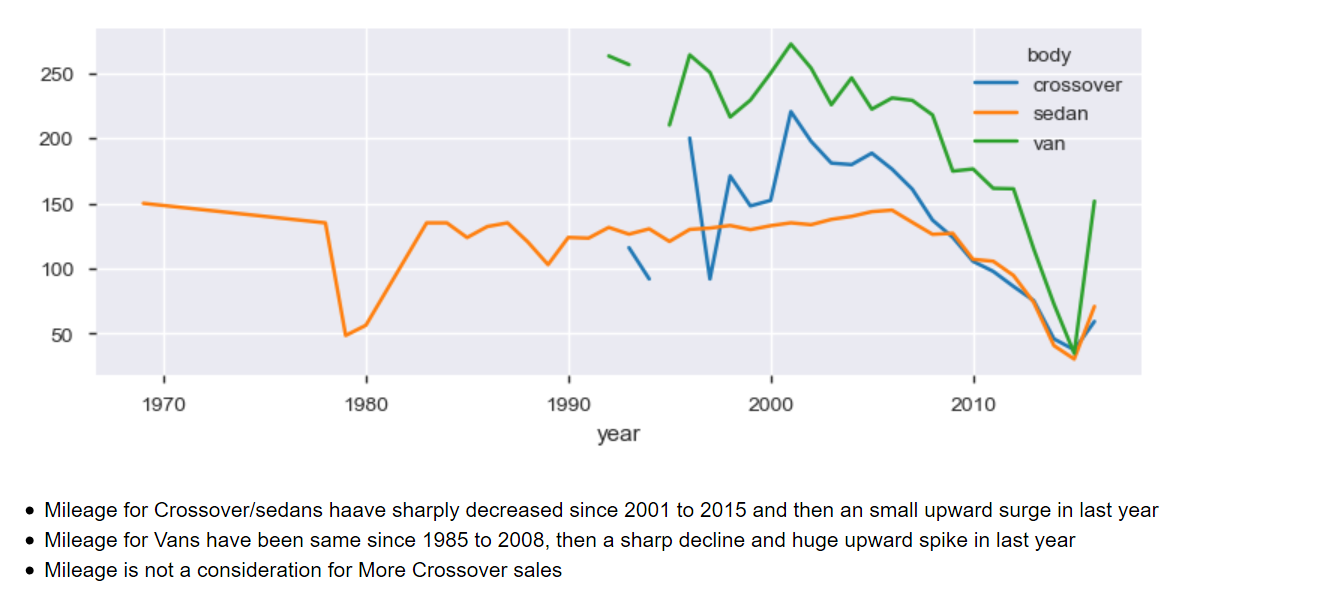 250
200
150
100
50
body
crossover
sedan
van
1970 1980 1990 2000 2010
year
• Mileage for Crossover/sedans haave sharply decreased since 2001 to 2015 and then an small upward surge in last year
• Mileage for Vans have been same since 1985 to 2008, then a sharp decline and huge upward spike in last year
• Mileage is not a consideration for More Crossover sales